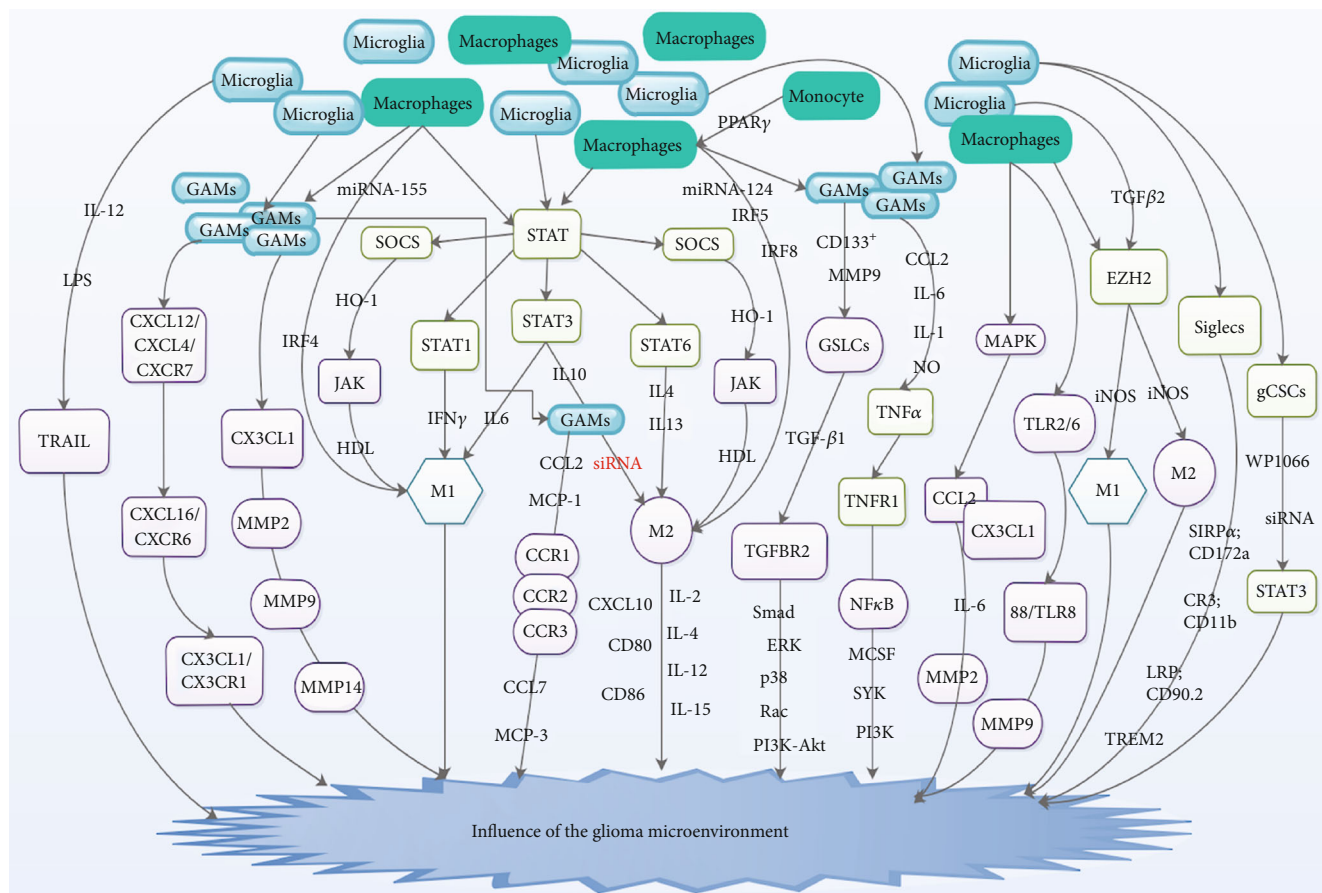 Microglia
Macrophages
Macrophages
Microglia
Microglia
Microglia
Microglia
Macrophages
Microglia
Microglia
Monocyte
Microglia
Microglia
Macrophages
PPARγ
Macrophages
GAMs
miRNA-155
miRNA-124
GAMs
GAMs
GAMs
IL-12
GAMs
GAMs
GAMs
GAMs
TGFβ2
IRF5
STAT
SOCS
SOCS
CD133+
IRF8
CCL2
LPS
MMP9
EZH2
HO-1
IL-6
CXCL12/
CXCL4/
CXCR7
STAT3
HO-1
Siglecs
IRF4
STAT1
STAT6
GSLCs
IL-1
MAPK
NO
JAK
IL10
IL4
JAK
iNOS
iNOS
gCSCs
TRAIL
CX3CL1
IFNγ
IL6
GAMs
IL13
TNFα
TLR2/6
HDL
CCL2
siRNA
HDL
TGF-β1
WP1066
M1
MCP-1
M2
TNFR1
CCL2
CX3CL1
M1
M2
siRNA
CXCL16/
CXCR6
MMP2
CCR1
CCR2
CCR3
TGFBR2
SIRPα;
CD172a
STAT3
MMP9
CXCL10
IL-2
Smad
NFκB
IL-6
88/TLR8
CR3;
CD11b
CD80
IL-4
ERK
CX3CL1/
CX3CR1
MMP14
CCL7
CD86
IL-12
p38
MCSF
MMP2
LRP;
CD90.2
IL-15
Rac
SYK
MCP-3
PI3K-Akt
PI3K
MMP9
TREM2
Influence of the glioma microenvironment